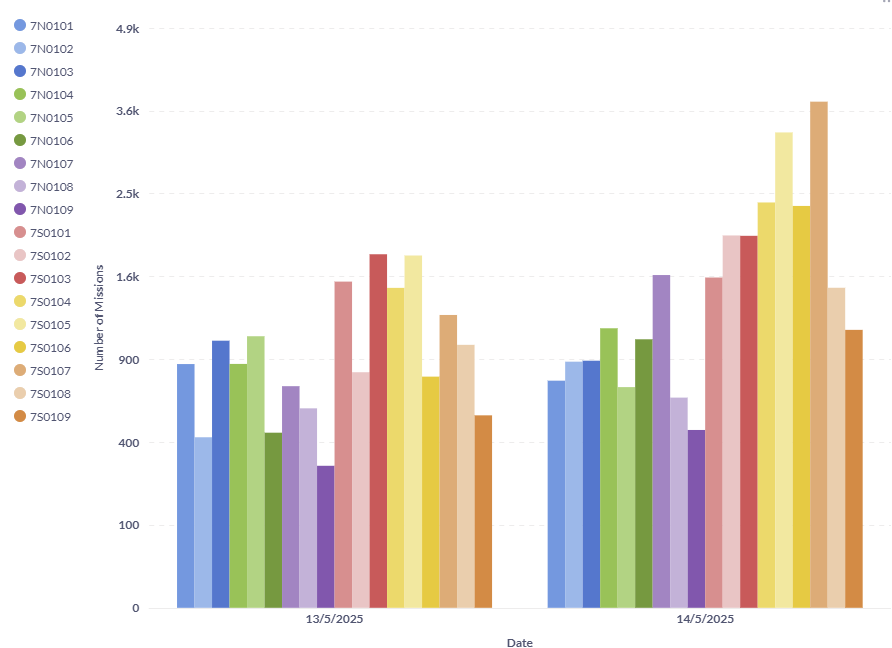 7N0101
7N0102
7N0103
7N0104
7N0105
7N0106
7N0107
7N0108
7N0109
7S0101
7S0102
7S0103
7S0104
7S0105
7S0106
7S0107
7S0108
7S0109
Number of Missions
4.9k
3.6k
2.5k
1.6k
900
400
100
0
13/5/2025
14/5/2025
Date